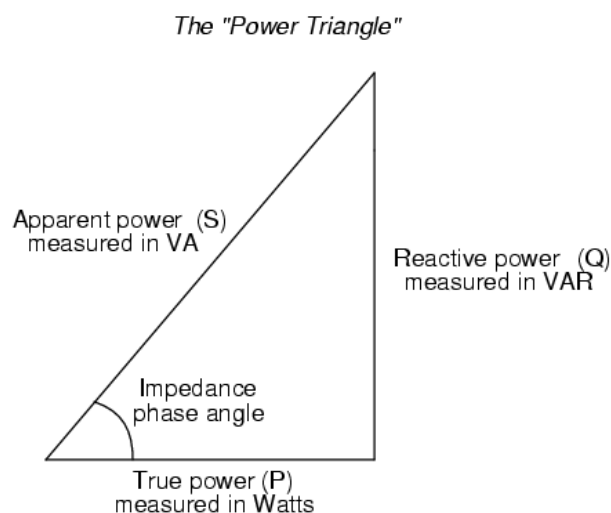 The "Power Triangle"
Apparent power (S)
measured in VA
Reactive power (Q)
measured in VAR
Impedance
phase angle
True power (P)
measured in Watts